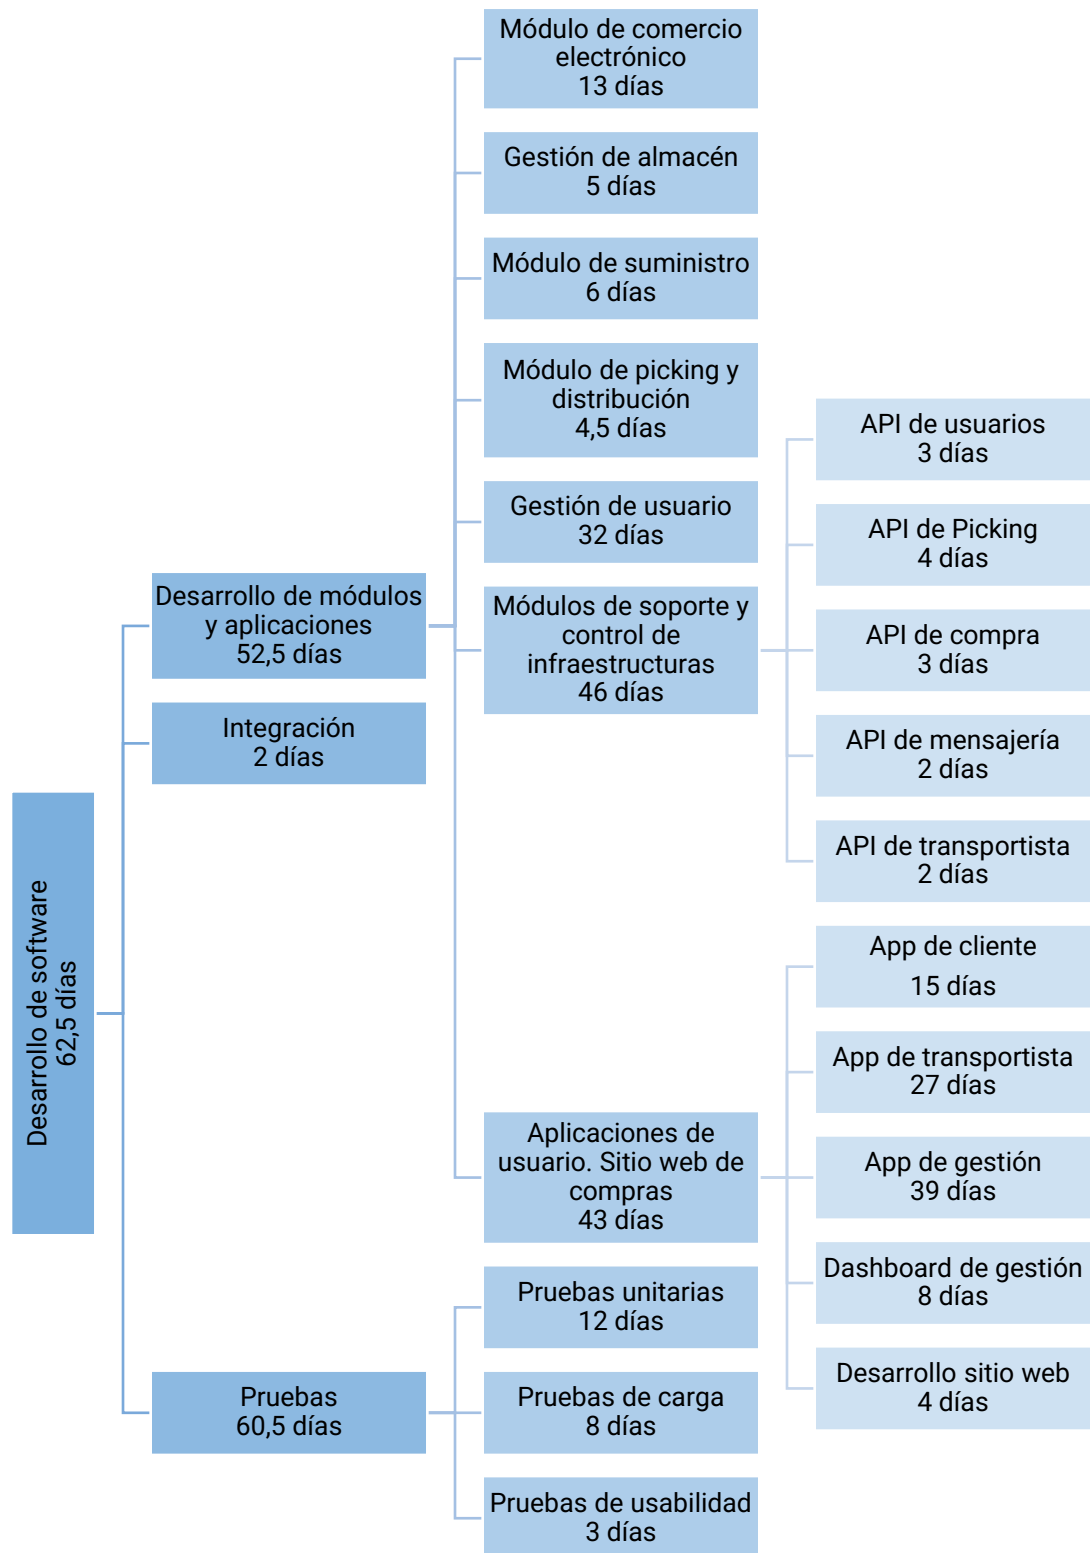 Módulo de comercio
electrónico
13 días
Gestión de almacén
5 días
Módulo de suministro
6 días
Módulo de picking y
distribución
4,5 días
Gestión de usuario
32 días
Módulos de soporte y
control de
infraestructuras
46 días
API de usuarios
3 días
API de Picking
4 días
API de compra
3 días
API de mensajería
2 días
API de transportista
2 días
Desarrollo de módulos
y aplicaciones
52,5 días
Integración
2 días
Desarrollo de software
62,5 días
App de cliente
15 días
App de transportista
27 días
App de gestión
39 días
Dashboard de gestión
8 días
Desarrollo sitio web
4 días
Aplicaciones de
usuario. Sitio web de
compras
43 días
Pruebas
60,5 días
Pruebas unitarias
12 días
Pruebas de carga
8 días
Pruebas de usabilidad
3 días